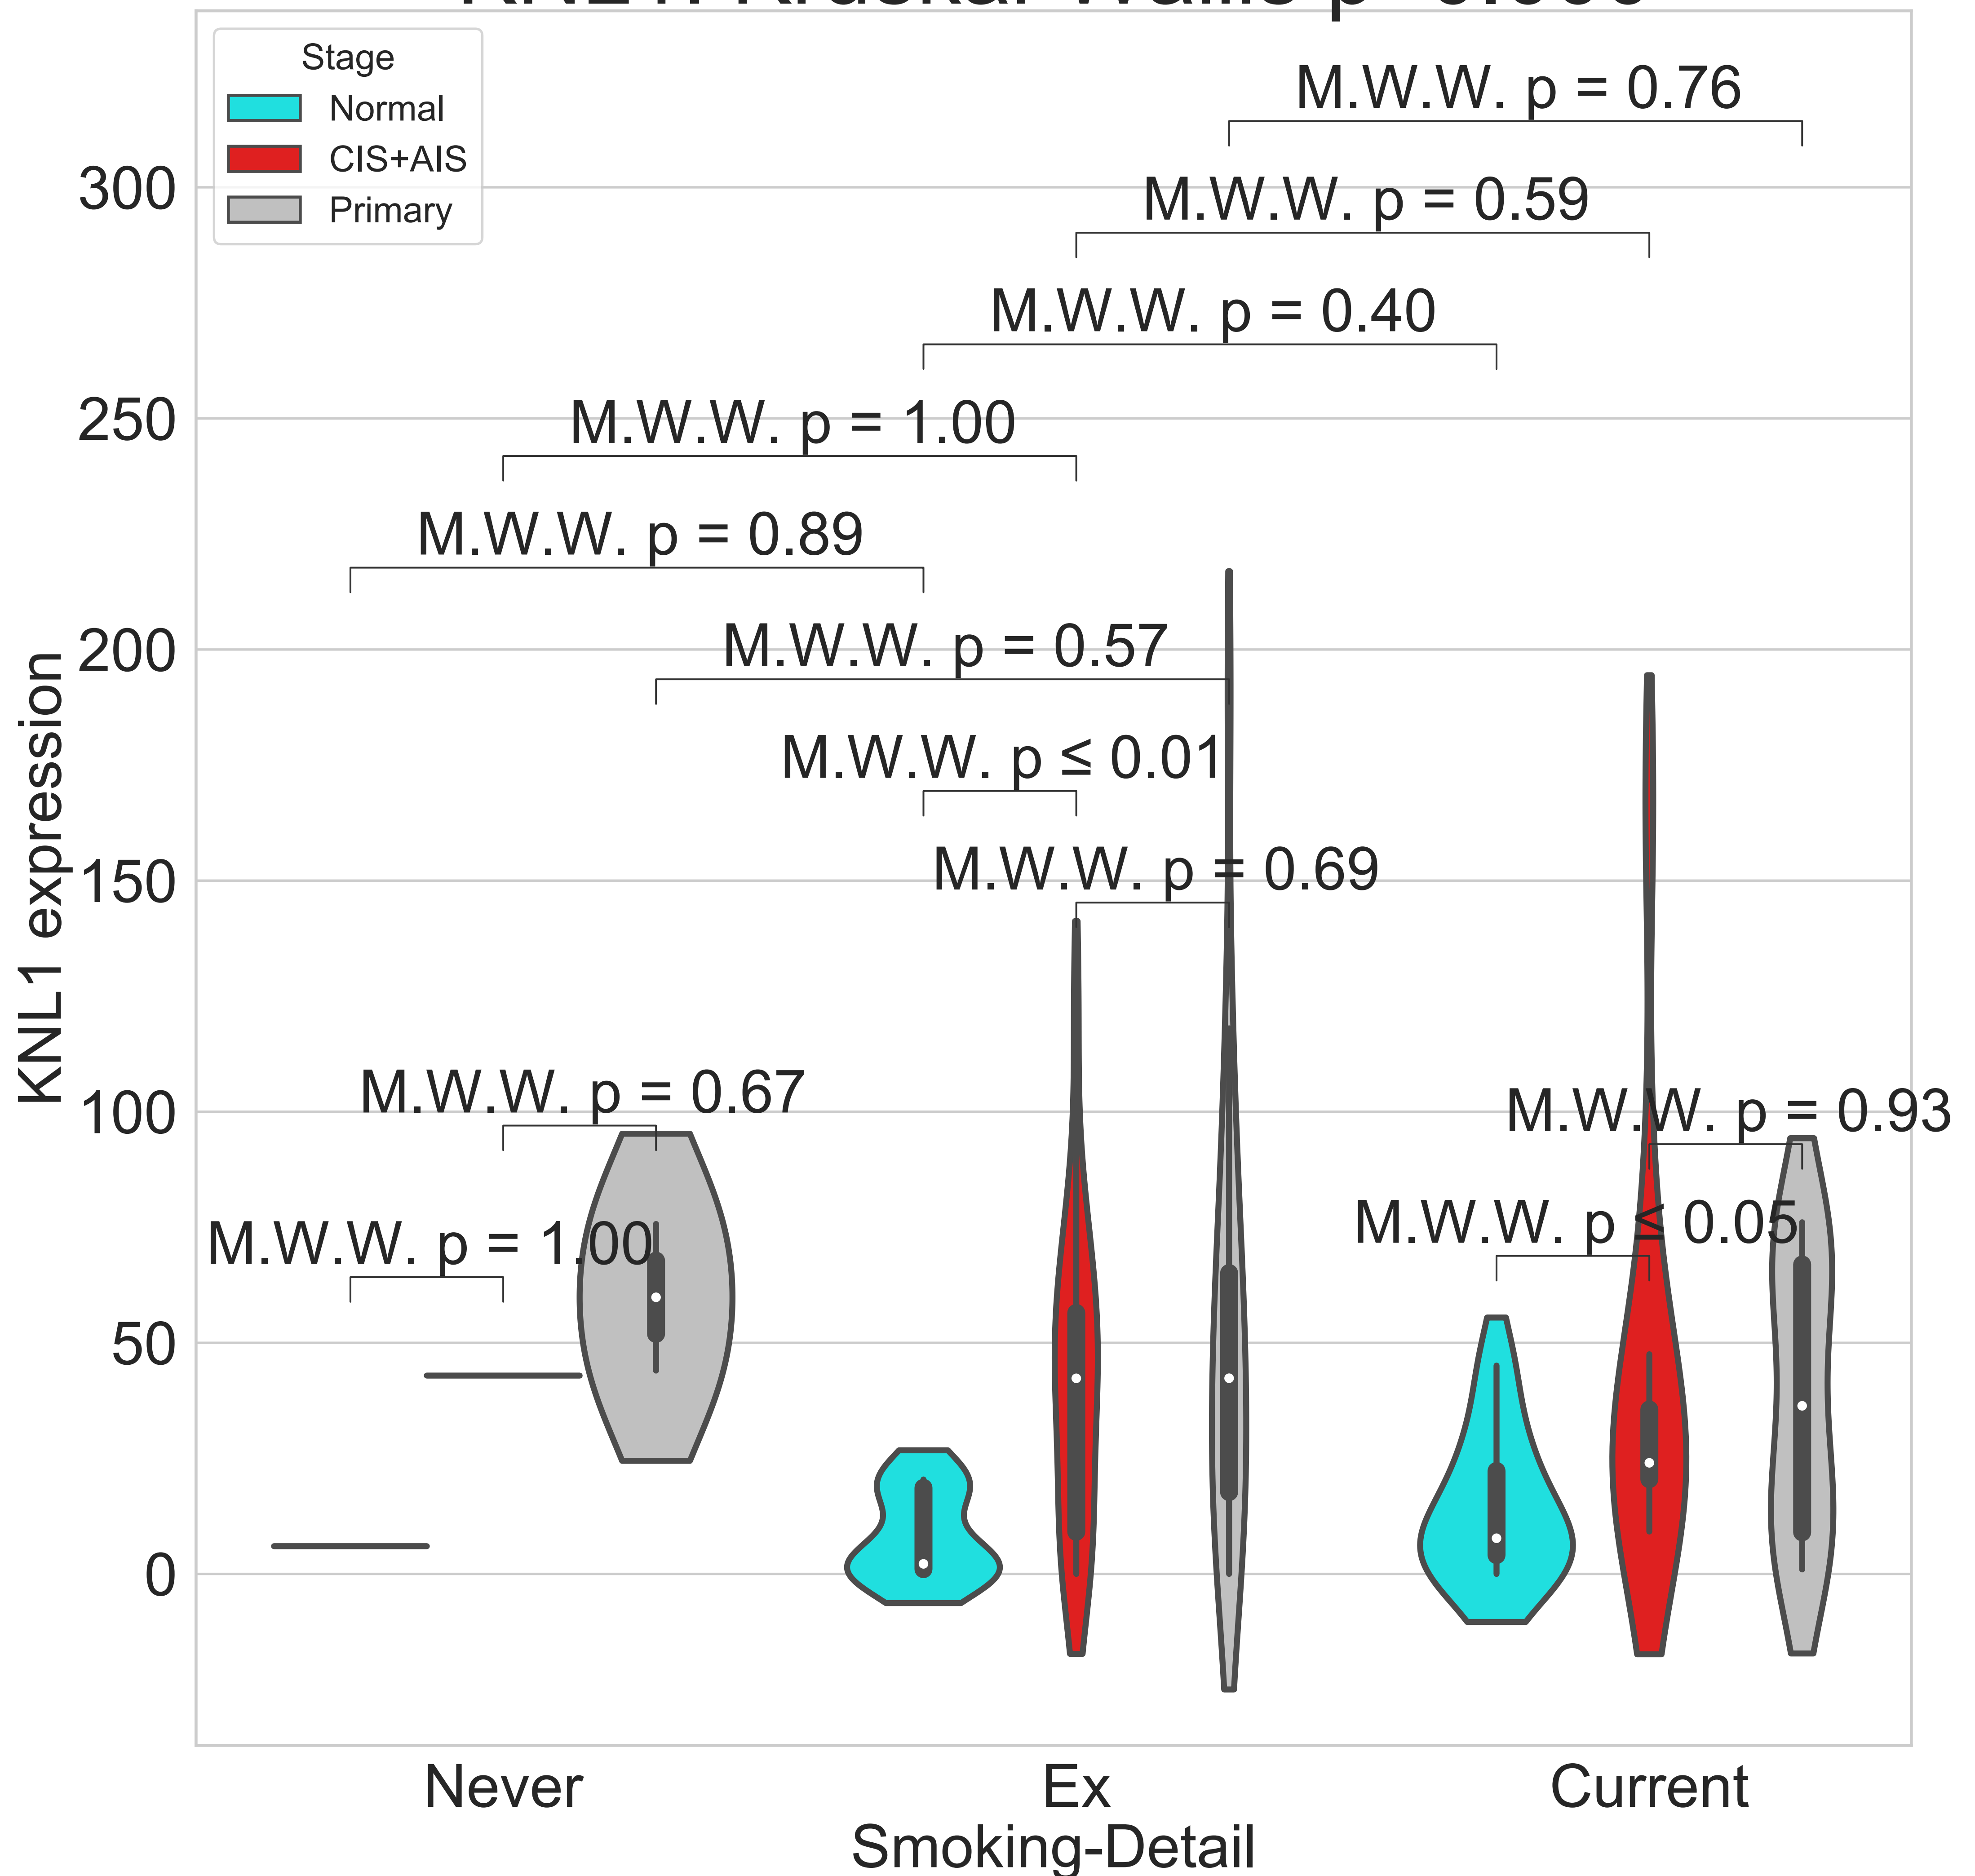 Stage
Normal
CIS+AIS
Primary
M.W.W. p = 0.76
M.W.W. p = 0.59
M.W.W. p = 0.40
M.W.W. p = 1.00
M.W.W. p = 0.89
M.W.W. p = 0.57
M.W.W. p ≤ 0.01
M.W.W. p = 0.69
M.W.W. p = 0.67
M.W.W. p = 0.93
M.W.W. p = 1.00
M.W.W. p ≤ 0.05
300
250
200
150
100
50
0
KNL1 expression
Never
Ex
Current
Smoking-Detail